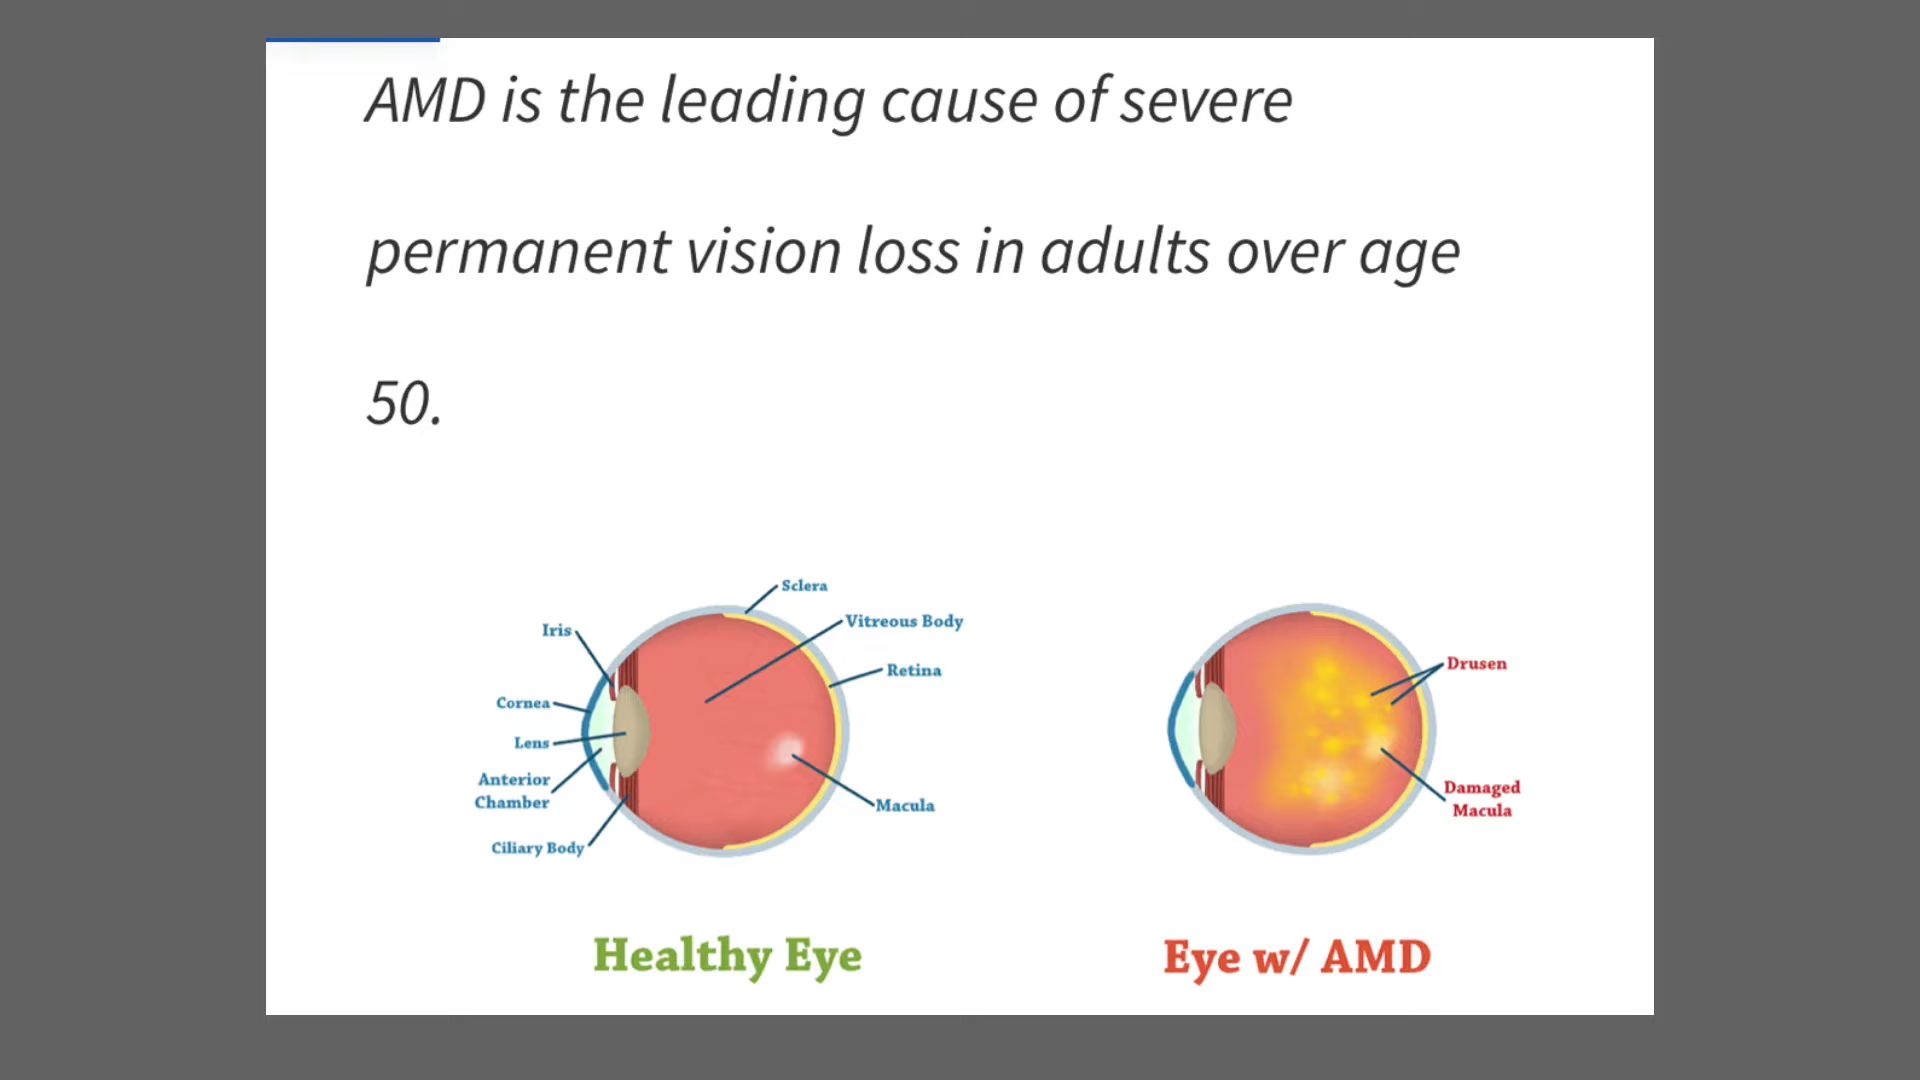 AMD is the leading cause of severe
permanent vision loss in adults over age
50.
Sclera
Vitreous Body
Iris
Retina
Cornea
Lens
Anterior
Chamber
Macula
Ciliary Body
Healthy Eye
Drusen
Damaged
Macula
Eye w/ AMD